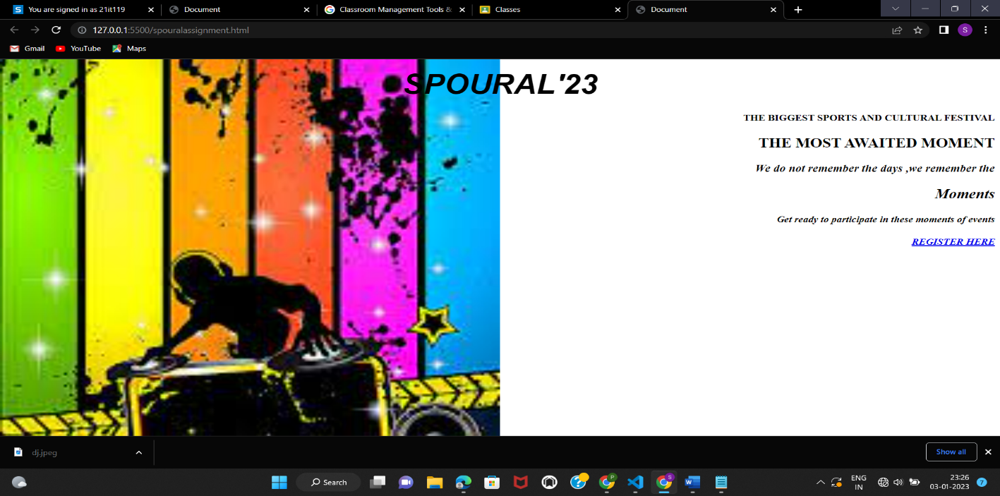 You are signed in as 21it119
Document
Classroom Management Tools &
Classes
Document
127.0.0.1:5500/spouralassignment.html
S
Gmail
YouTube
Maps
SPOURAL'23
THE BIGGEST SPORTS AND CULTURAL FESTIVAL
THE MOST AWAITED MOMENT
We do not remember the days ,we remember the
Moments
Get ready to participate in these moments of events
REGISTER HERE
dj.jpeg
Show all
Search
P
S
ENG
IN
23:26
03-01-2023
7